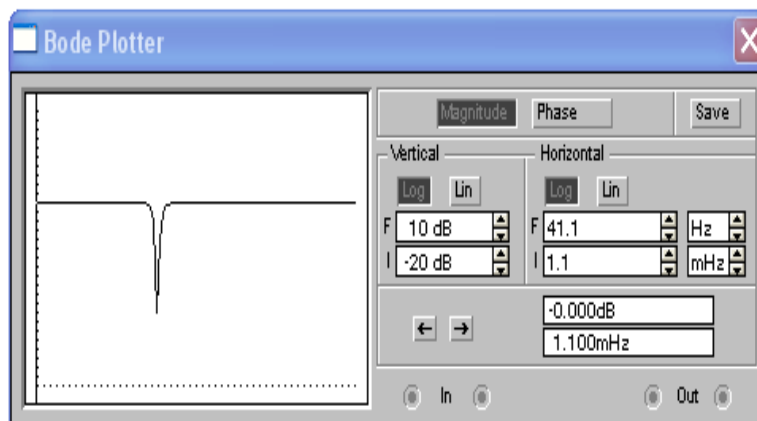 Bode Plotter
Magnitude Phase Save
Vertical Horizontal
Log Lin Log Lin
F 10 dB F 41.1 Hz
I -20 dB I 1.1 mHz
-0.000dB
1.100mHz
In Out